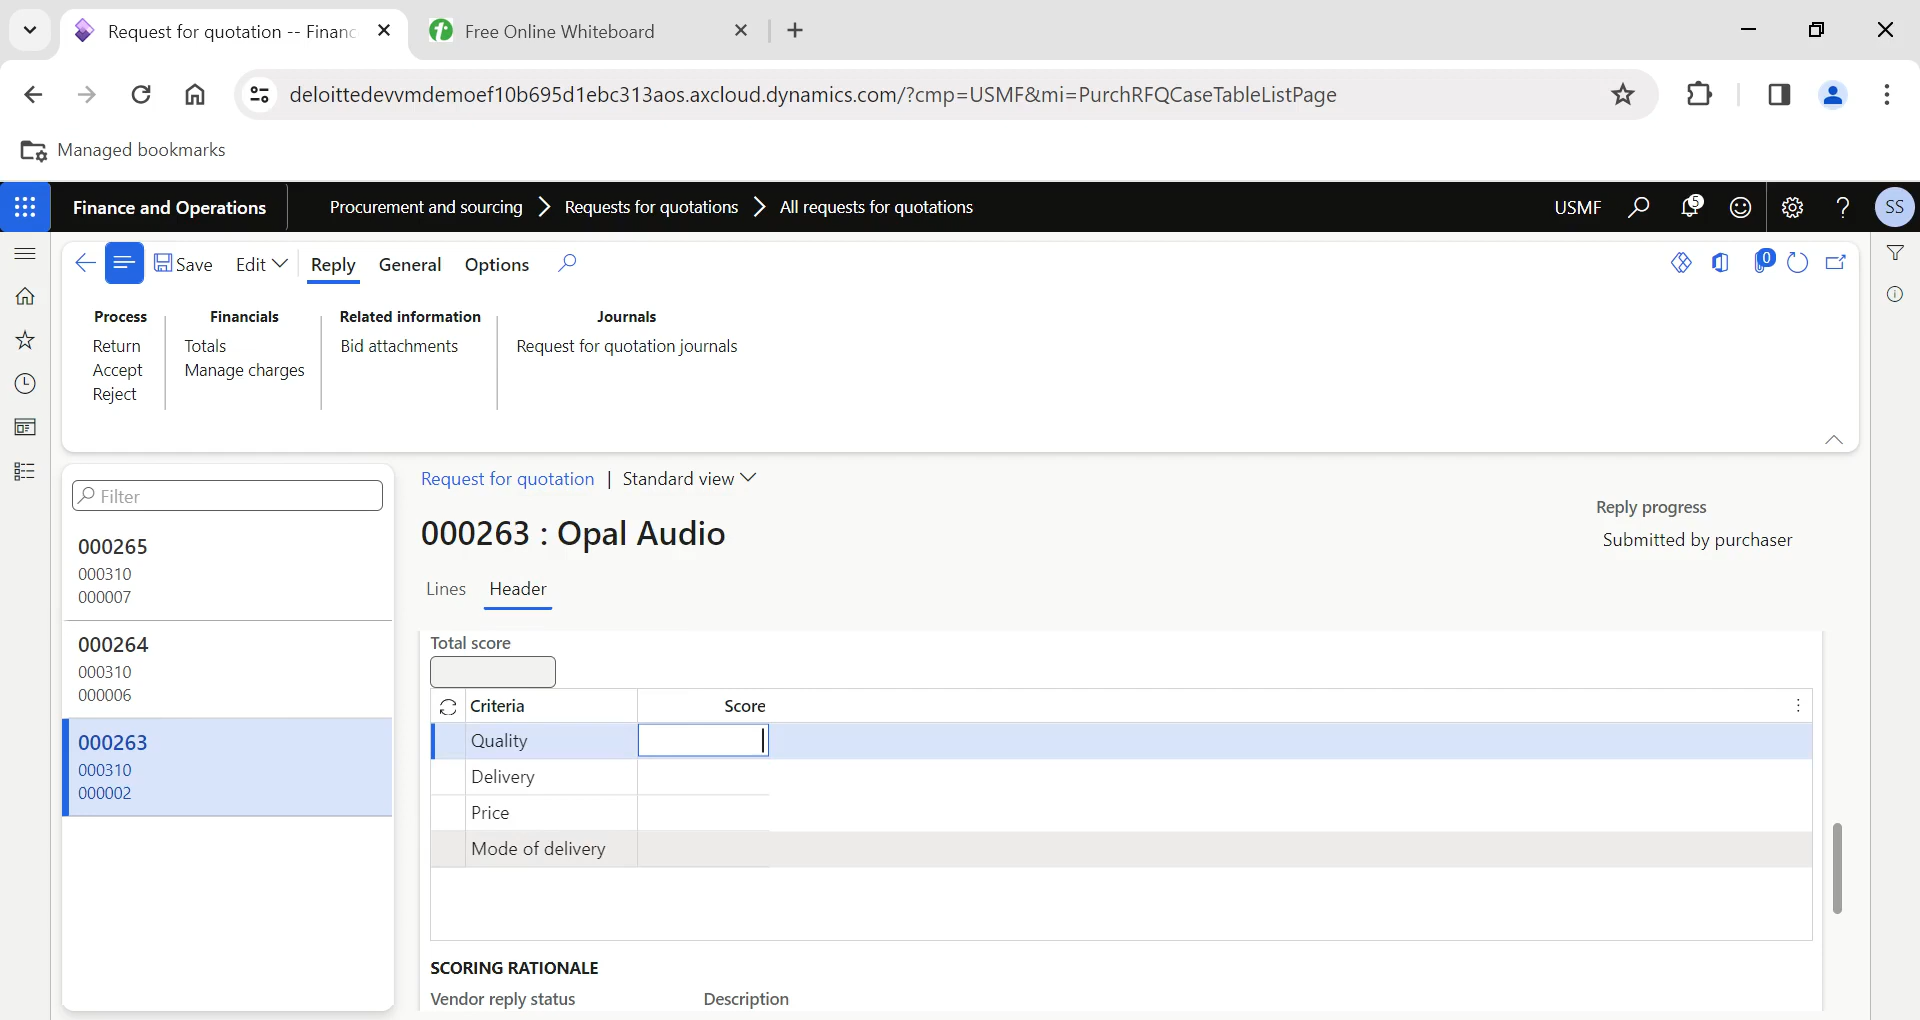 Request for quotation -- Financ
Free Online Whiteboard
deloittedevvmdemoef10b695d1ebc313aos.axcloud.dynamics.com/?cmp=USMF&mi=PurchRFQCaseTableListPage
Managed bookmarks
Finance and Operations
Procurement and sourcing
Requests for quotations
All requests for quotations
USMF
5
?
SS
Save
Edit
Reply
General
Options
0
Process
Financials
Related information
Journals
Return
Totals
Bid attachments
Request for quotation journals
Accept
Manage charges
Reject
Filter
Request for quotation | Standard view
000263 : Opal Audio
Reply progress
Submitted by purchaser
000265
000310
000007
000264
000310
000006
000263
000310
000002
Lines
Header
Total score
Criteria
Score
Quality
Delivery
Price
Mode of delivery
SCORING RATIONALE
Vendor reply status
Description